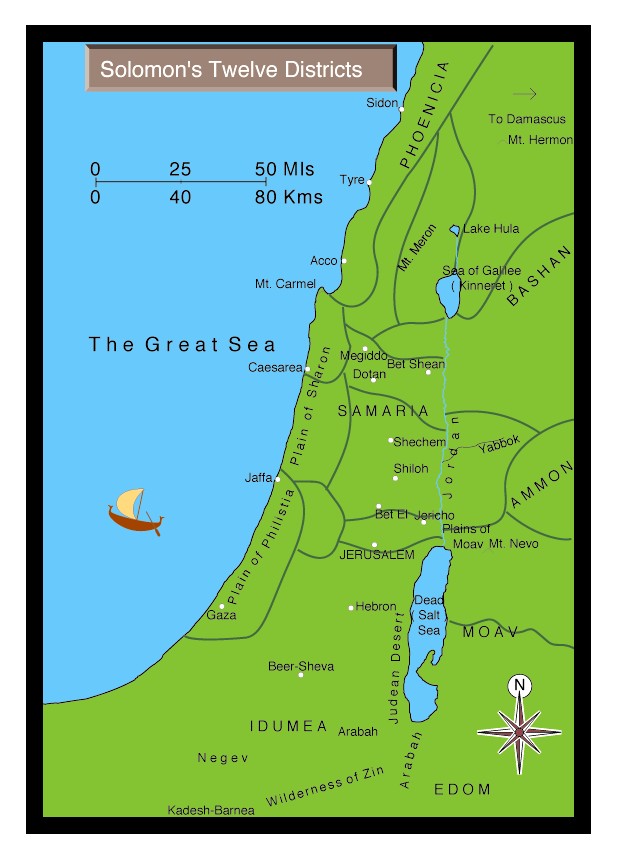 Solomon's Twelve Districts
Sidon
PHOENICIA
To Damascus
Mt. Hermon
0 25 50 Mls
0 40 80 Kms
Tyre
Lake Hula
Mt. Meron
Acco
Sea of Galilee
( Kinneret )
BASHAN
Mt. Carmel
The Great Sea
Megiddo
Bet Shean
Caesarea
Dotan
Plain of Sharon
SAMARIA
Shechem
Jordan
Yabbok
Shiloh
Jaffa
AMMON
Plain of Philistia
Bet El
Jericho
Plains of
Moav
Mt. Nevo
JERUSALEM
Gaza
Hebron
Dead
Salt
Sea
MOAV
Judean Desert
Beer-Sheva
N
IDUMEA
Arabah
Negev
Arabah
Wilderness of Zin
EDOM
Kadesh-Barnea